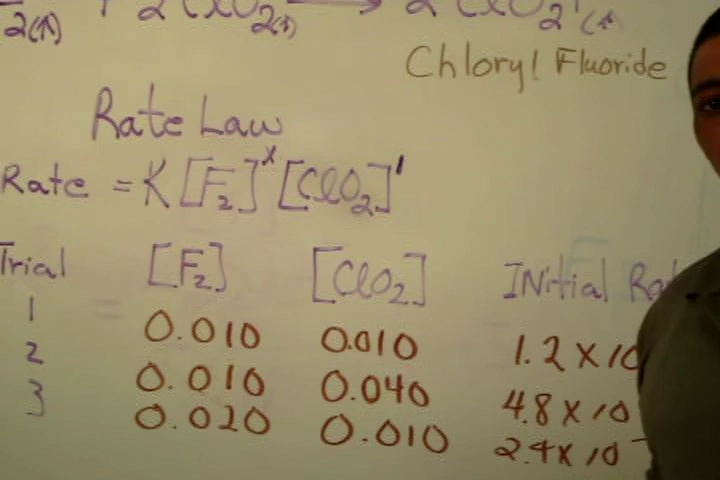 2(g) + 2 ClO2(g) → 2 ClO2
Chloryl Fluoride
Rate Law
Rate = K [F2]^x [ClO2]^1
Trial [F2] [ClO2] INitial
1 0.010 0.010 1.2 X 10
2 0.010 0.040 4.8 X 10
3 0.020 0.010 2.4 X 10^-